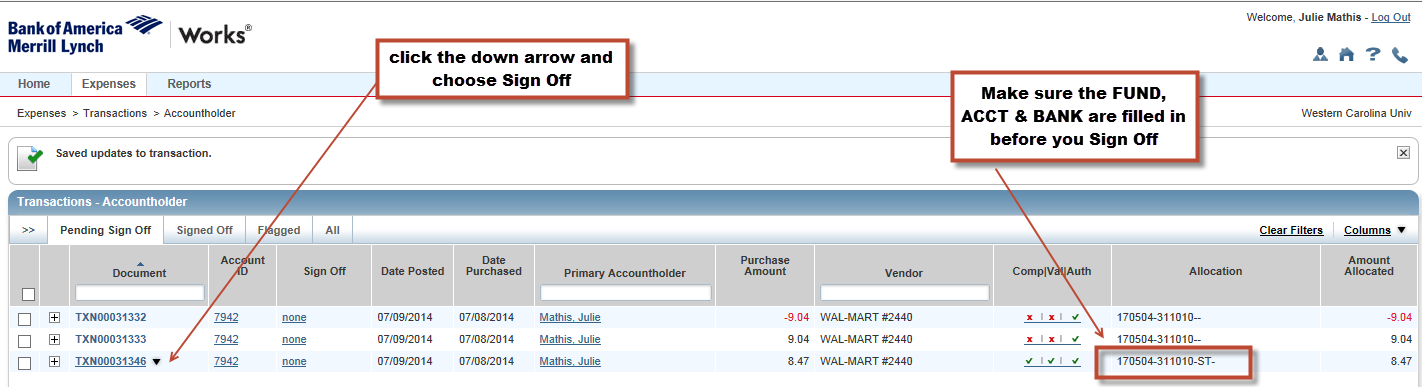 Welcome, Julie Mathis - Log Out
Bank of America
Merrill Lynch
Works®
click the down arrow and
choose Sign Off
Home Expenses Reports
Make sure the FUND,
ACCT & BANK are filled in
before you Sign Off
Expenses > Transactions > Accountholder
Western Carolina Univ
Saved updates to transaction.
Transactions - Accountholder
>> Pending Sign Off Signed Off Flagged All Clear Filters Columns
Document Account ID Sign Off Date Posted Date Purchased Primary Accountholder Purchase Amount Vendor Comp|Val|Auth Allocation Amount Allocated
TXN00031332 7942 none 07/09/2014 07/08/2014 Mathis, Julie -9.04 WAL-MART #2440 x | x | ✓ 170504-311010-- -9.04
TXN00031333 7942 none 07/09/2014 07/08/2014 Mathis, Julie 9.04 WAL-MART #2440 x | x | ✓ 170504-311010-- 9.04
TXN00031346 7942 none 07/09/2014 07/08/2014 Mathis, Julie 8.47 WAL-MART #2440 ✓ | ✓ | ✓ 170504-311010-ST- 8.47